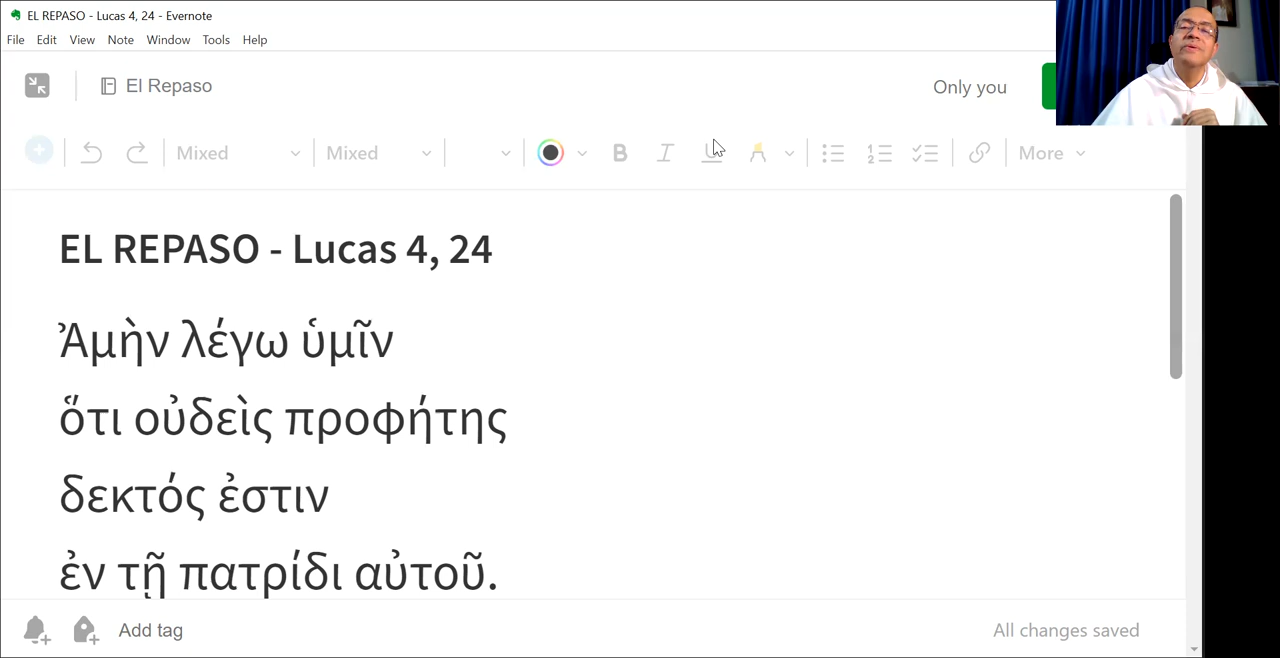 EL REPASO - Lucas 4, 24 - Evernote
File Edit View Note Window Tools Help
El Repaso
Only you
Mixed Mixed More
EL REPASO - Lucas 4, 24
Ἀμὴν λέγω ὑμῖν
ὅτι οὐδεὶς προφήτης
δεκτός ἐστιν
ἐν τῇ πατρίδι αὐτοῦ.
Add tag
All changes saved